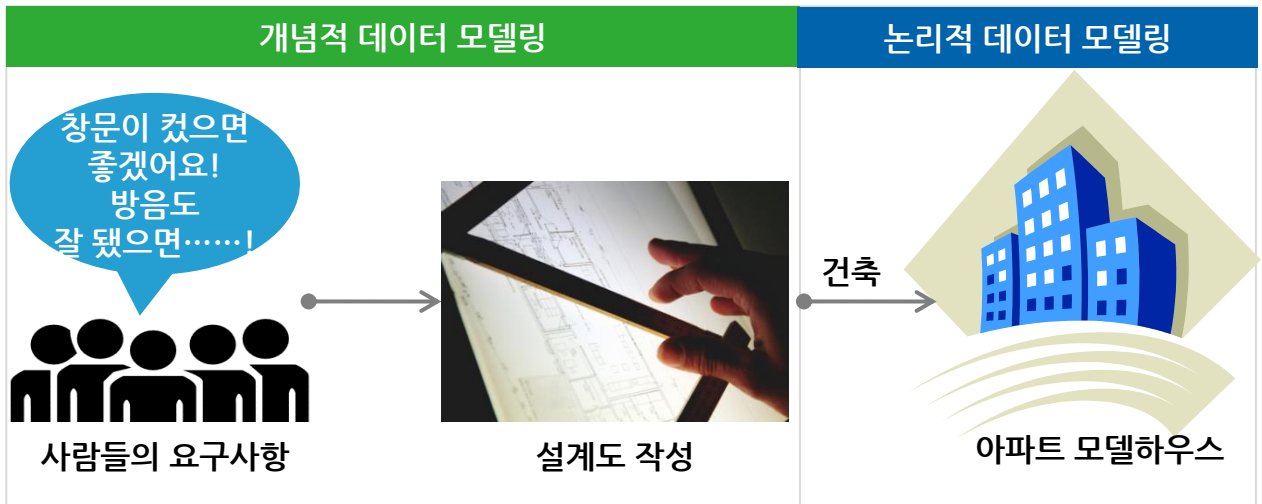 개념적 데이터 모델링
논리적 데이터 모델링
창문이 컸으면
좋겠어요!
방음도
잘 됐으면……!
건축
사람들의 요구사항
설계도 작성
아파트 모델하우스